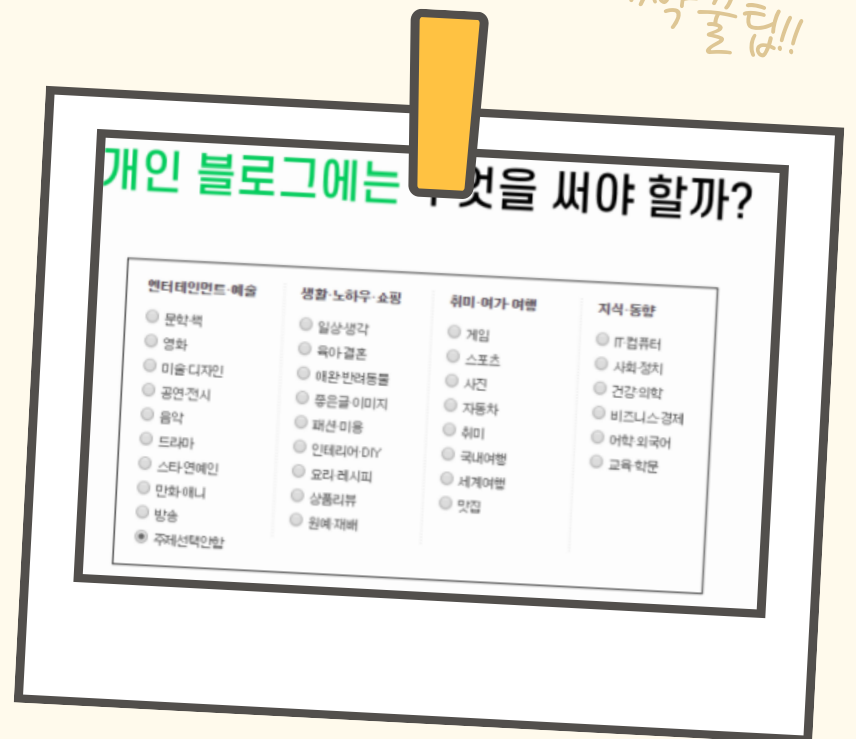 꿀팁!!
개인 블로그에는 써야 할까?
엔터테인먼트·예술
문학·책
영화
미술·디자인
공연·전시
음악
드라마
스타·연예인
만화·애니
방송
주제선택안함
생활·노하우·쇼핑
일상·생각
육아·결혼
애완·반려동물
좋은글·이미지
패션·미용
인테리어·DIY
요리·레시피
상품리뷰
원예·재배
취미·여가·여행
게임
스포츠
사진
자동차
취미
국내여행
세계여행
맛집
지식·동향
IT·컴퓨터
사회·정치
건강·의학
비즈니스·경제
어학·외국어
교육·학문